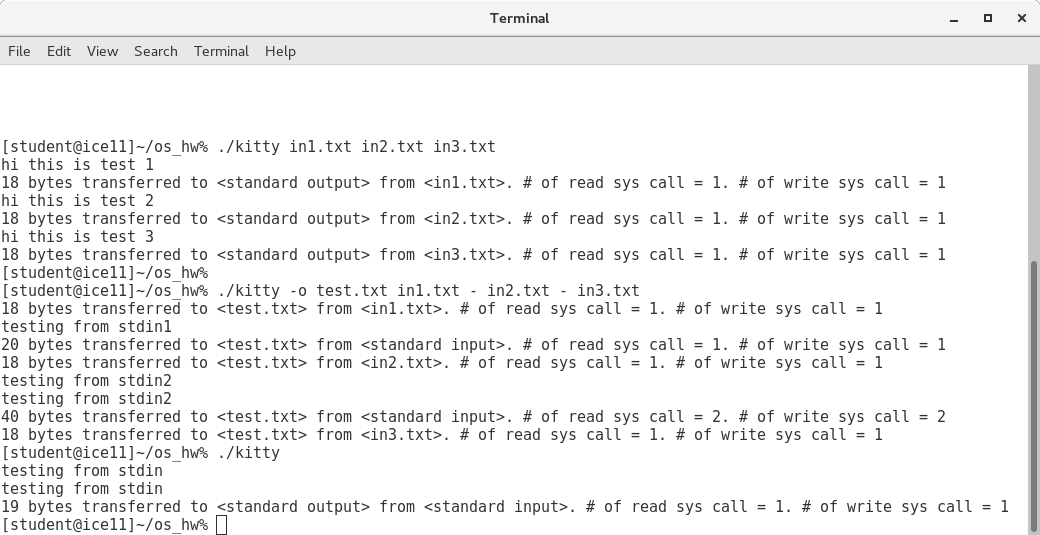 Terminal
File Edit View Search Terminal Help
[student@ice11]~/os_hw% ./kitty in1.txt in2.txt in3.txt
hi this is test 1
18 bytes transferred to <standard output> from <in1.txt>. # of read sys call = 1. # of write sys call = 1
hi this is test 2
18 bytes transferred to <standard output> from <in2.txt>. # of read sys call = 1. # of write sys call = 1
hi this is test 3
18 bytes transferred to <standard output> from <in3.txt>. # of read sys call = 1. # of write sys call = 1
[student@ice11]~/os_hw%
[student@ice11]~/os_hw% ./kitty -o test.txt in1.txt - in2.txt - in3.txt
18 bytes transferred to <test.txt> from <in1.txt>. # of read sys call = 1. # of write sys call = 1
testing from stdin1
20 bytes transferred to <test.txt> from <standard input>. # of read sys call = 1. # of write sys call = 1
18 bytes transferred to <test.txt> from <in2.txt>. # of read sys call = 1. # of write sys call = 1
testing from stdin2
testing from stdin2
40 bytes transferred to <test.txt> from <standard input>. # of read sys call = 2. # of write sys call = 2
18 bytes transferred to <test.txt> from <in3.txt>. # of read sys call = 1. # of write sys call = 1
[student@ice11]~/os_hw% ./kitty
testing from stdin
testing from stdin
19 bytes transferred to <standard output> from <standard input>. # of read sys call = 1. # of write sys call = 1
[student@ice11]~/os_hw%